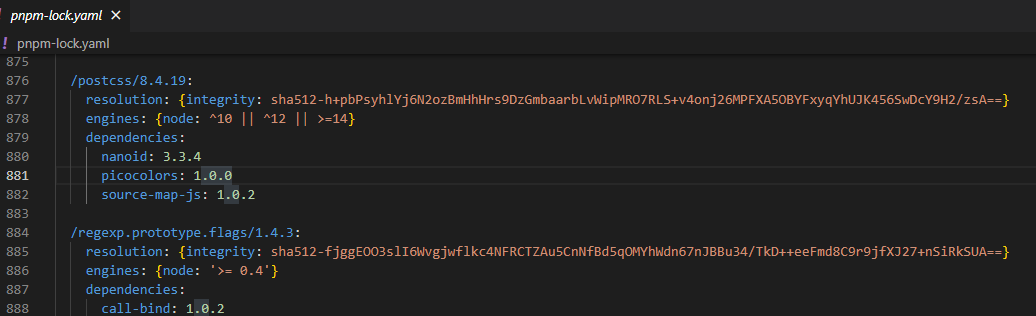 pnpm-lock.yaml ×
! pnpm-lock.yaml
875
876 /postcss/8.4.19:
877 resolution: {integrity: sha512-h+pbPsyhlYj6N2ozBmHhHrs9DzGmbaarbLvWipMRO7RLS+v4onj26MPFXA5OBYFxyqYhUJK456SwDcY9H2/zsA==}
878 engines: {node: ^10 || ^12 || >=14}
879 dependencies:
880 nanoid: 3.3.4
881 picocolors: 1.0.0
882 source-map-js: 1.0.2
883
884 /regexp.prototype.flags/1.4.3:
885 resolution: {integrity: sha512-fjggEOO3slI6Wvgjwflkc4NFRCTZAu5CnNfBd5qOMYhWdn67nJBBu34/TkD++eeFmd8C9r9jfXJ27+nSiRkSUA==}
886 engines: {node: '>= 0.4'}
887 dependencies:
888 call-bind: 1.0.2